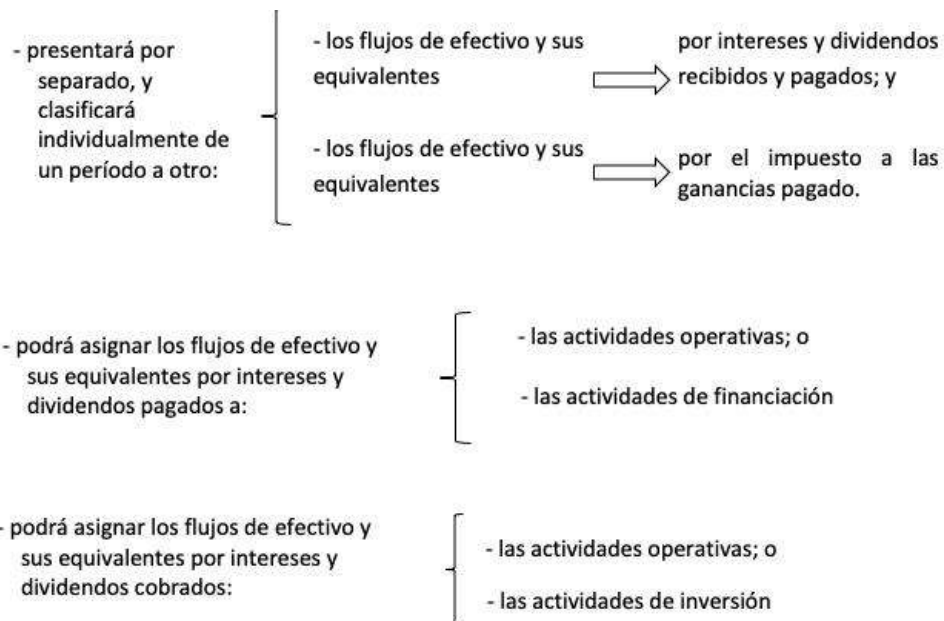 - presentará por
separado, y
clasificará
individualmente de
un período a otro:
- los flujos de efectivo y sus
equivalentes
por intereses y dividendos
recibidos y pagados; y
- los flujos de efectivo y sus
equivalentes
por el impuesto a las
ganancias pagado.
- podrá asignar los flujos de efectivo y
sus equivalentes por intereses y
dividendos pagados a:
- las actividades operativas; o
- las actividades de financiación
- podrá asignar los flujos de efectivo y
sus equivalentes por intereses y
dividendos cobrados:
- las actividades operativas; o
- las actividades de inversión